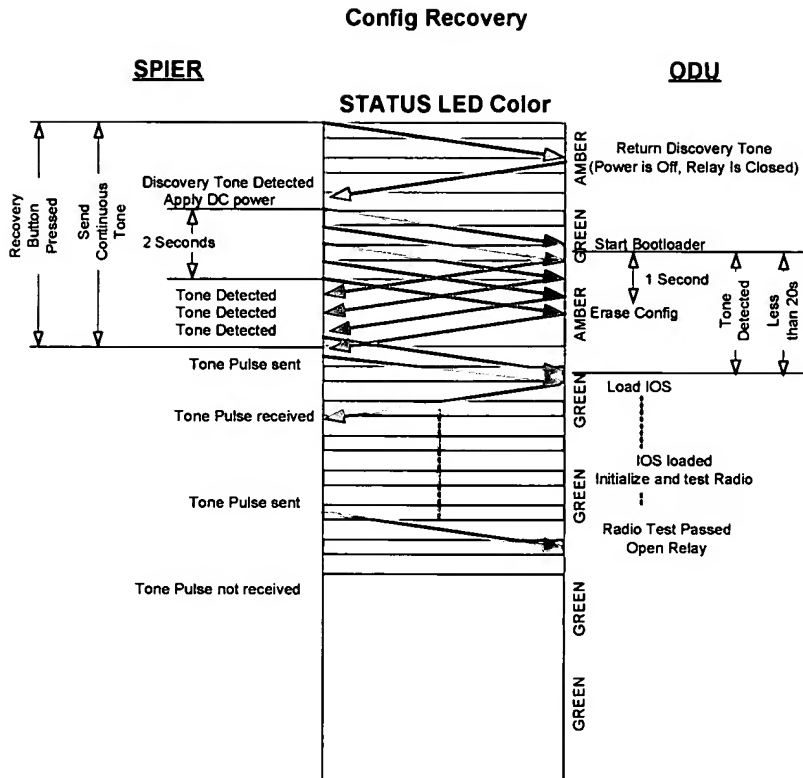 Config Recovery
SPIER
ODU
STATUS LED Color
Recovery
Button
Pressed
Send
Continuous
Tone
AMBER
Return Discovery Tone
(Power is Off, Relay Is Closed)
Discovery Tone Detected
Apply DC power
2 Seconds
GREEN
Start Bootloader
1 Second
Erase Config
Tone
Detected
Less
than 20s
Tone Detected
Tone Detected
Tone Detected
AMBER
Tone Pulse sent
GREEN
Load IOS
Tone Pulse received
IOS loaded
Initialize and test Radio
GREEN
Tone Pulse sent
Radio Test Passed
Open Relay
Tone Pulse not received
GREEN
GREEN